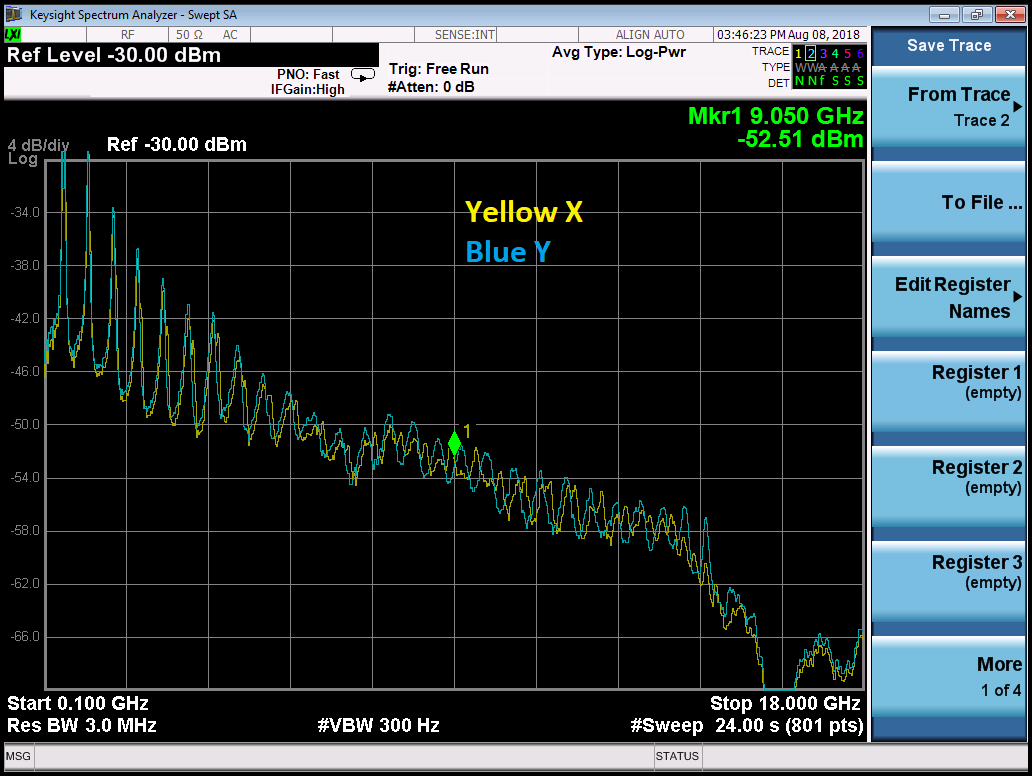 Keysight Spectrum Analyzer - Swept SA
LXI RF 50 Ω AC SENSE:INT ALIGN AUTO 03:46:23 PM Aug 08, 2018
Ref Level -30.00 dBm
PNO: Fast
IFGain:High
Trig: Free Run
#Atten: 0 dB
Avg Type: Log-Pwr
TRACE 1 2 3 4 5 6
TYPE W W A A A A
DET N N f S S S
Mkr1 9.050 GHz
-52.51 dBm
4 dB/div
Log
Ref -30.00 dBm
Yellow X
Blue Y
1
-34.0
-38.0
-42.0
-46.0
-50.0
-54.0
-58.0
-62.0
-66.0
Start 0.100 GHz Stop 18.000 GHz
Res BW 3.0 MHz #VBW 300 Hz #Sweep 24.00 s (801 pts)
MSG STATUS
Save Trace
From Trace
Trace 2
To File ...
Edit Register
Names
Register 1
(empty)
Register 2
(empty)
Register 3
(empty)
More
1 of 4